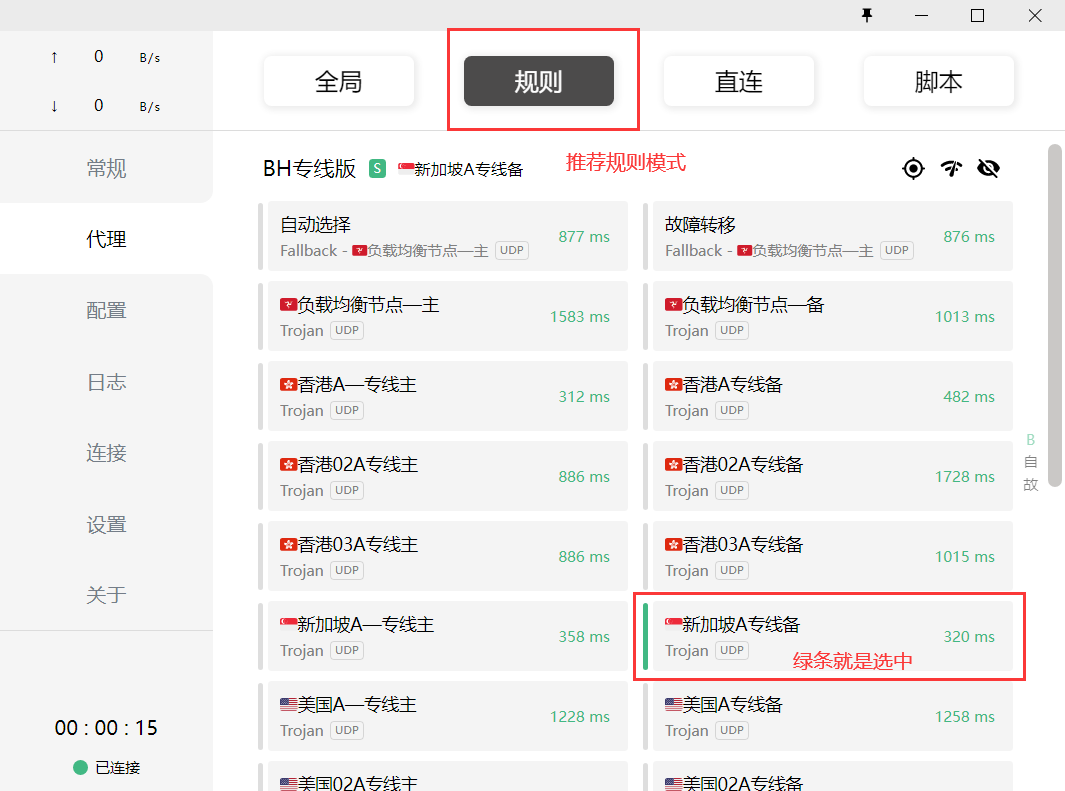 ↑ 0 B/s
↓ 0 B/s
全局 规则 直连 脚本
常规
代理
配置
日志
连接
设置
关于
00 : 00 : 15
已连接
BH专线版 S 新加坡A专线备 推荐规则模式
自动选择
Fallback - 负载均衡节点—主 UDP
877 ms
故障转移
Fallback - 负载均衡节点—主 UDP
876 ms
负载均衡节点—主
Trojan UDP
1583 ms
负载均衡节点—备
Trojan UDP
1013 ms
香港A—专线主
Trojan UDP
312 ms
香港A专线备
Trojan UDP
482 ms
香港02A专线主
Trojan UDP
886 ms
香港02A专线备
Trojan UDP
1728 ms
香港03A专线主
Trojan UDP
886 ms
香港03A专线备
Trojan UDP
1015 ms
新加坡A—专线主
Trojan UDP
358 ms
新加坡A专线备
Trojan UDP
320 ms
绿条就是选中
美国A—专线主
Trojan UDP
1228 ms
美国A专线备
Trojan UDP
1258 ms
美国02A专线主
美国02A专线备
B
自
故